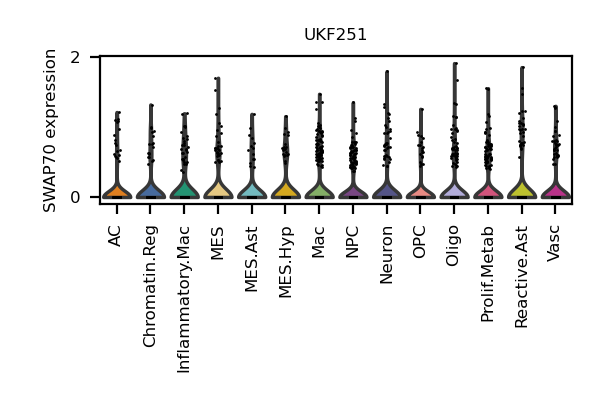 UKF251
SWAP70 expression
2
0
AC
Chromatin.Reg
Inflammatory.Mac
MES
MES.Ast
MES.Hyp
Mac
NPC
Neuron
OPC
Oligo
Prolif.Metab
Reactive.Ast
Vasc